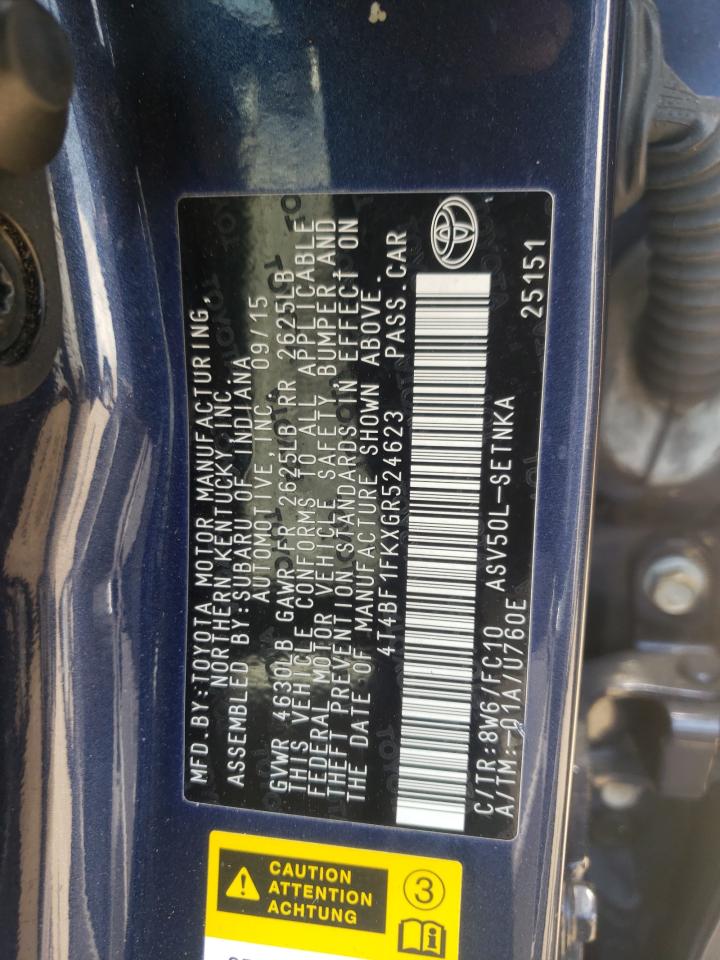 MFD.BY:TOYOTA MOTOR MANUFACTURING,
NORTHERN KENTUCKY,INC.
ASSEMBLED BY:SUBARU OF INDIANA
AUTOMOTIVE,INC. 09/15
GVWR 4630LB GAWR FR 2625LB RR 2625LB
THIS VEHICLE CONFORMS TO ALL APPLICABLE
FEDERAL MOTOR VEHICLE SAFETY,BUMPER,AND
THEFT PREVENTION STANDARDS IN EFFECT ON
THE DATE OF MANUFACTURE SHOWN ABOVE.
4T4BF1FKXGR524623 PASS.CAR
C/TR:8W6/FC10 ASV50L-SETNKA
A/TM:-01A/U760E 25151
CAUTION
ATTENTION
ACHTUNG
3